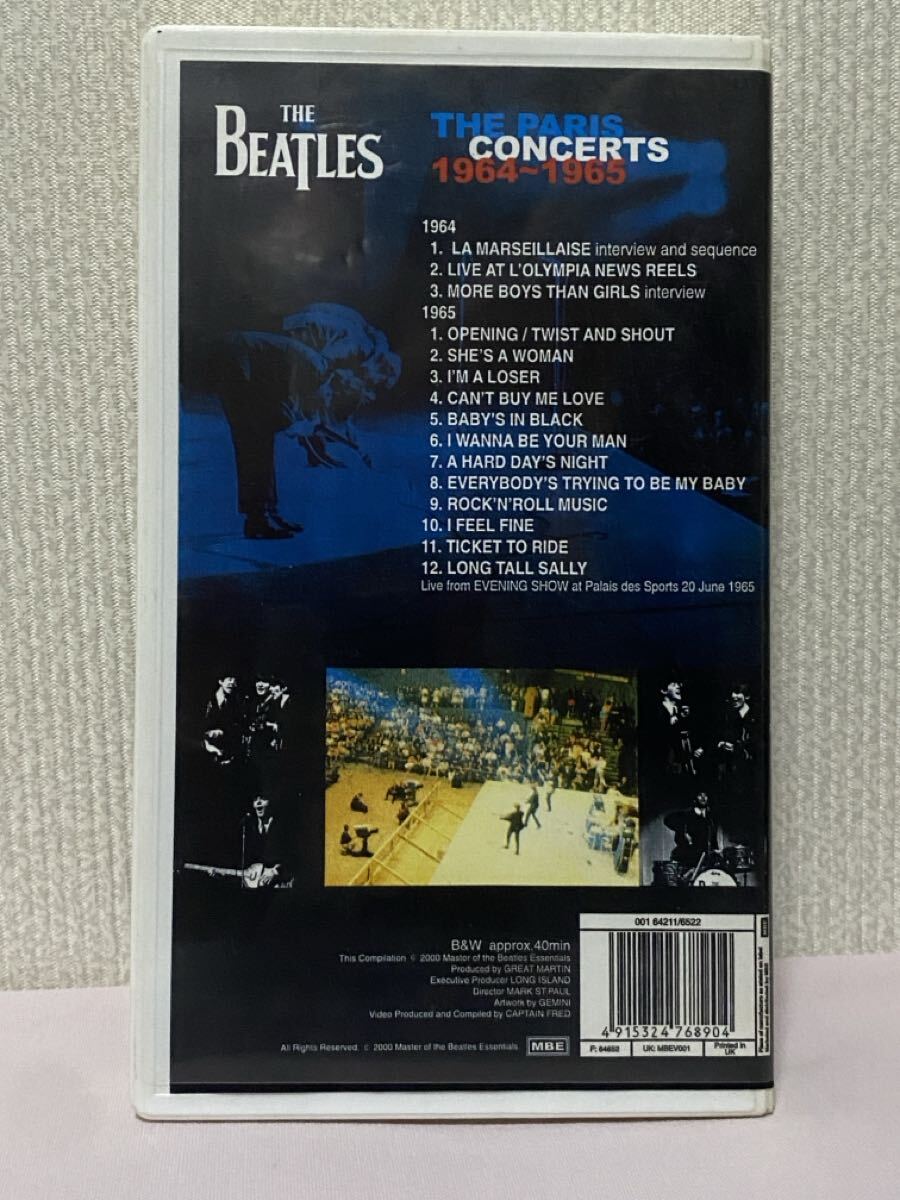 THE
BEATLES
THE PARIS
CONCERTS
1964~1965
1964
1. LA MARSEILLAISE interview and sequence
2. LIVE AT L'OLYMPIA NEWS REELS
3. MORE BOYS THAN GIRLS interview
1965
1. OPENING / TWIST AND SHOUT
2. SHE'S A WOMAN
3. I'M A LOSER
4. CAN'T BUY ME LOVE
5. BABY'S IN BLACK
6. I WANNA BE YOUR MAN
7. A HARD DAY'S NIGHT
8. EVERYBODY'S TRYING TO BE MY BABY
9. ROCK'N'ROLL MUSIC
10. I FEEL FINE
11. TICKET TO RIDE
12. LONG TALL SALLY
Live from EVENING SHOW at Palais des Sports 20 June 1965
B&W approx.40min
This Compilation © 2000 Master of the Beatles Essentials
Produced by GREAT MARTIN
Executive Producer LONG ISLAND
Director MARK ST.PAUL
Artwork by GEMINI
Video Produced and Compiled by CAPTAIN FRED
All Rights Reserved. © 2000 Master of the Beatles Essentials
MBE
001 64211/6522
4 915324 768904
UK: MBEV001
Printed in
UK